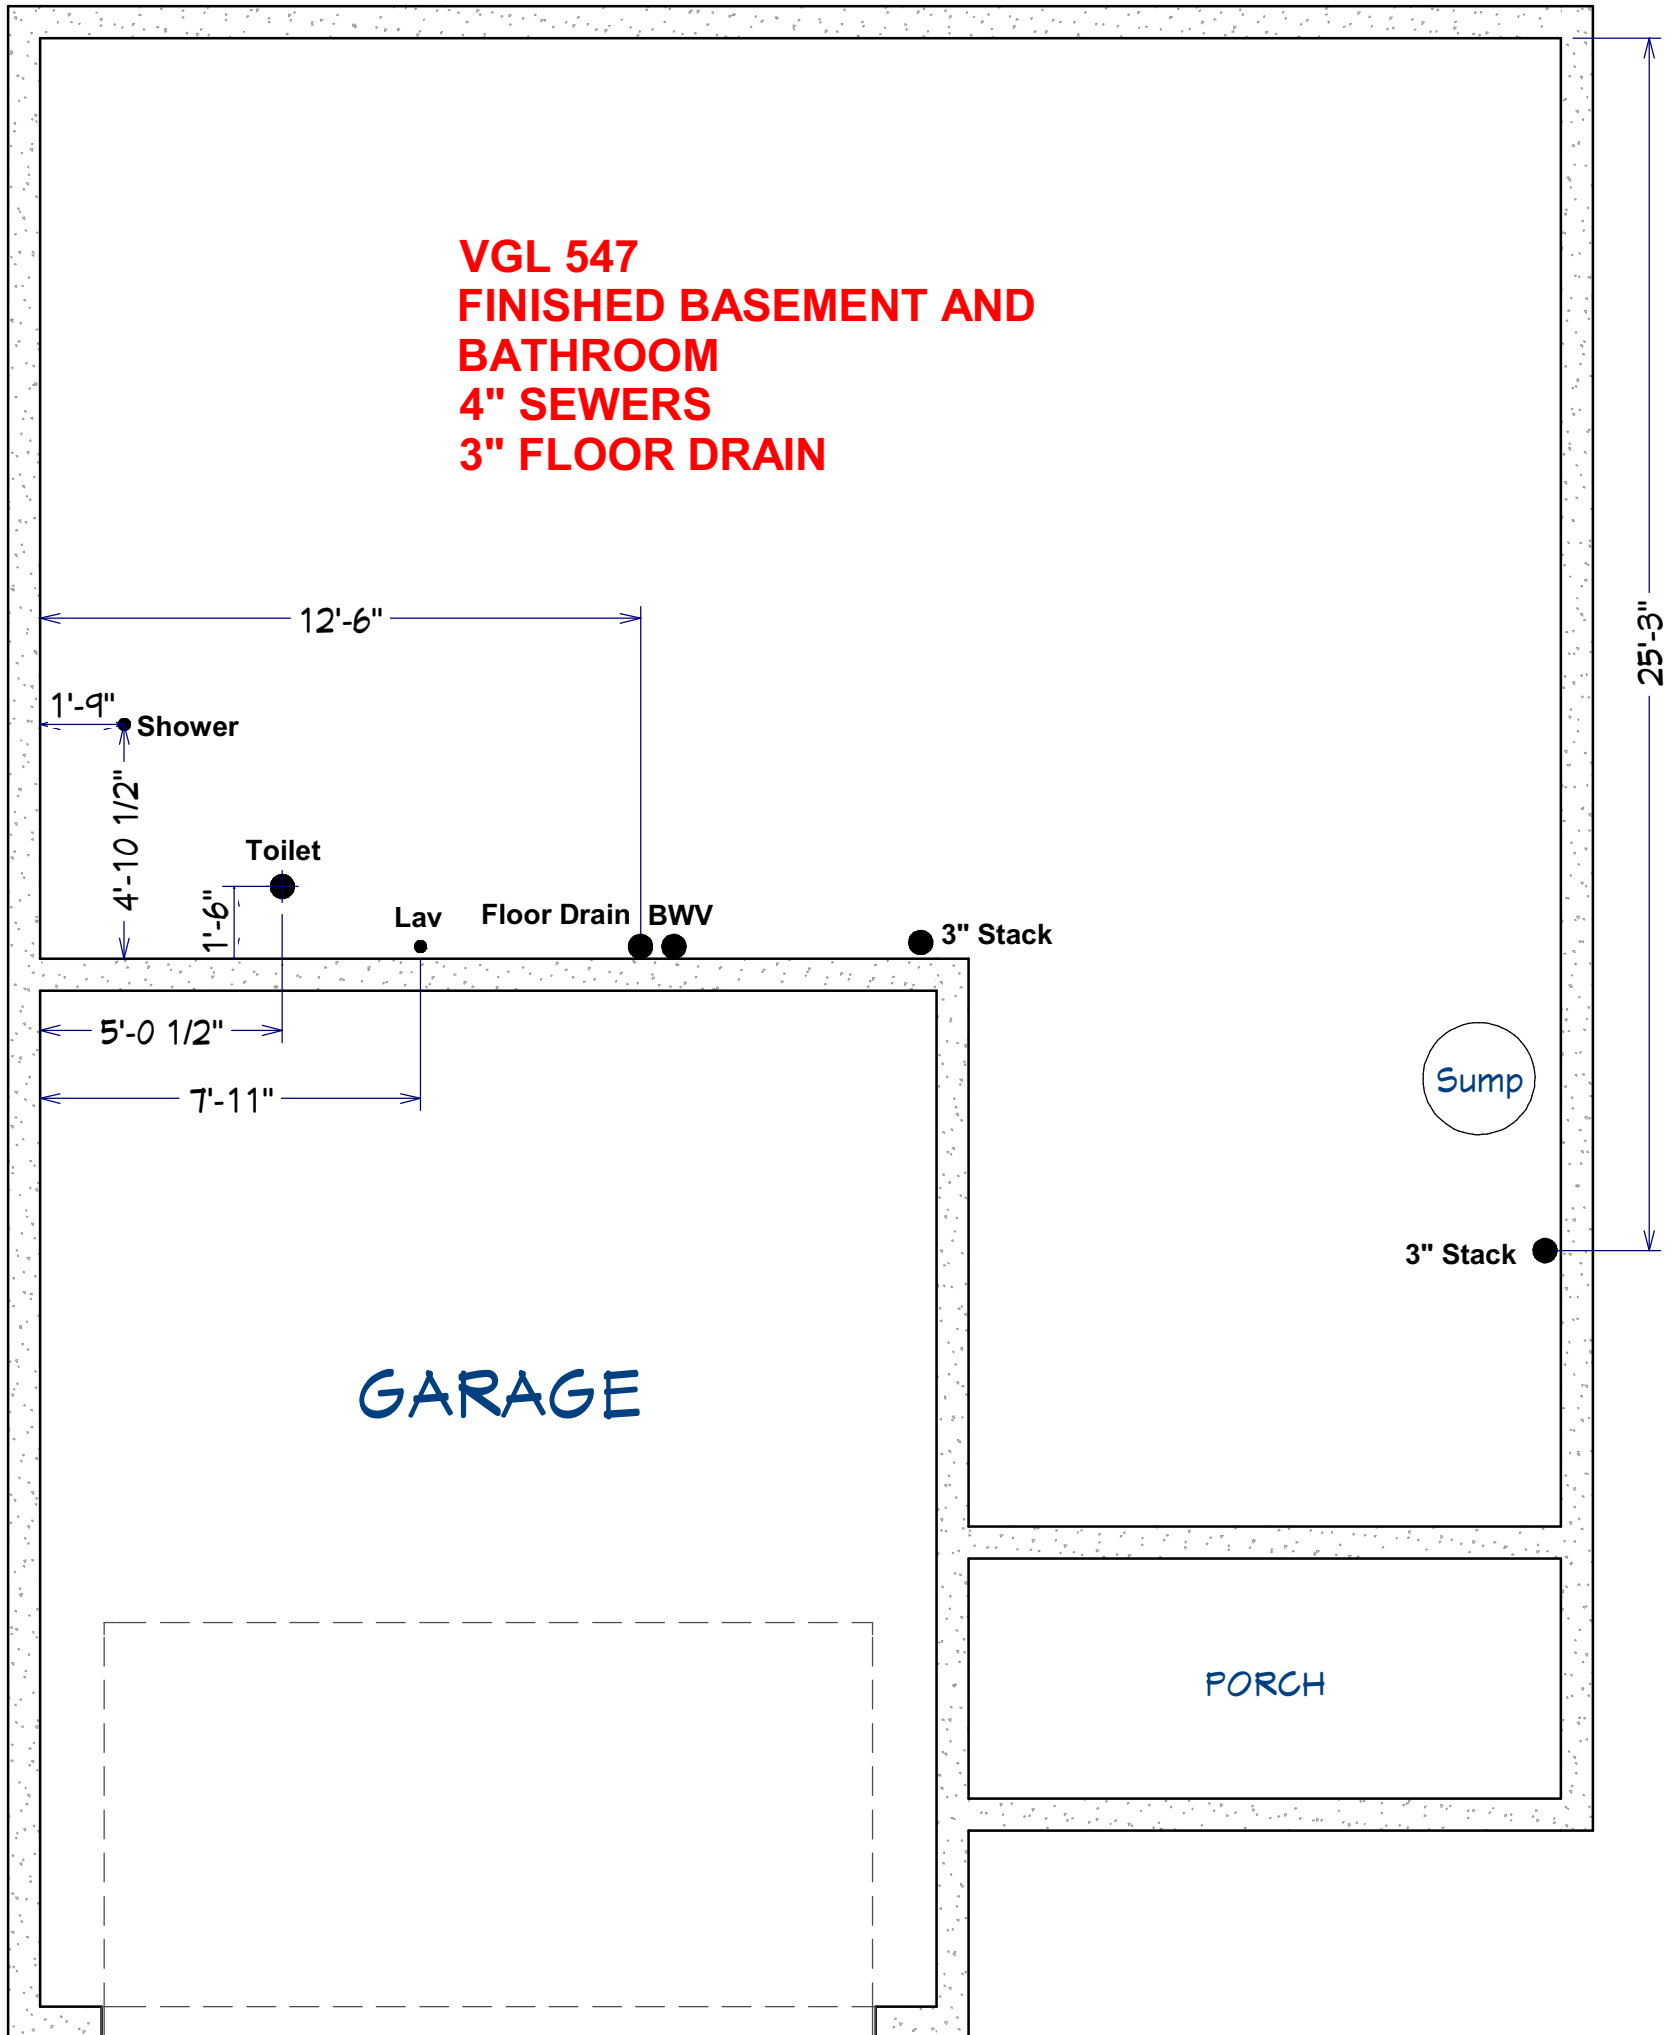 VGL 547
FINISHED BASEMENT AND
BATHROOM
4" SEWERS
3" FLOOR DRAIN
12'-6"
25'-3"
1'-9"
Shower
4'-10 1/2"
Toilet
1'-6"
Lav
Floor Drain
BWV
3" Stack
5'-0 1/2"
7'-11"
Sump
3" Stack
GARAGE
PORCH